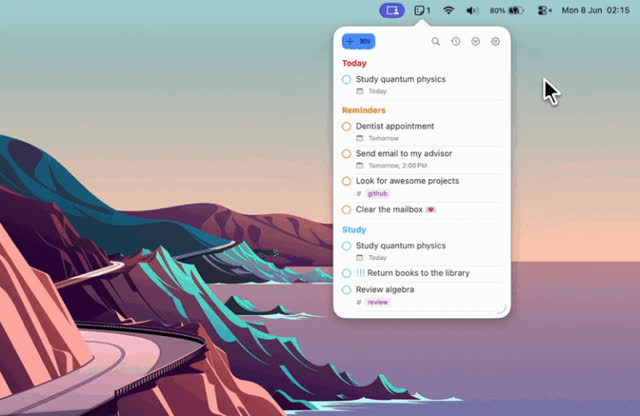 1 80% Mon 8 Jun 02:15
+ ⌘N
Today
Study quantum physics
Today
Reminders
Dentist appointment
Tomorrow
Send email to my advisor
Tomorrow, 2:00 PM
Look for awesome projects
# github
Clear the mailbox 💌
Study
Study quantum physics
Today
!!! Return books to the library
Review algebra
# review